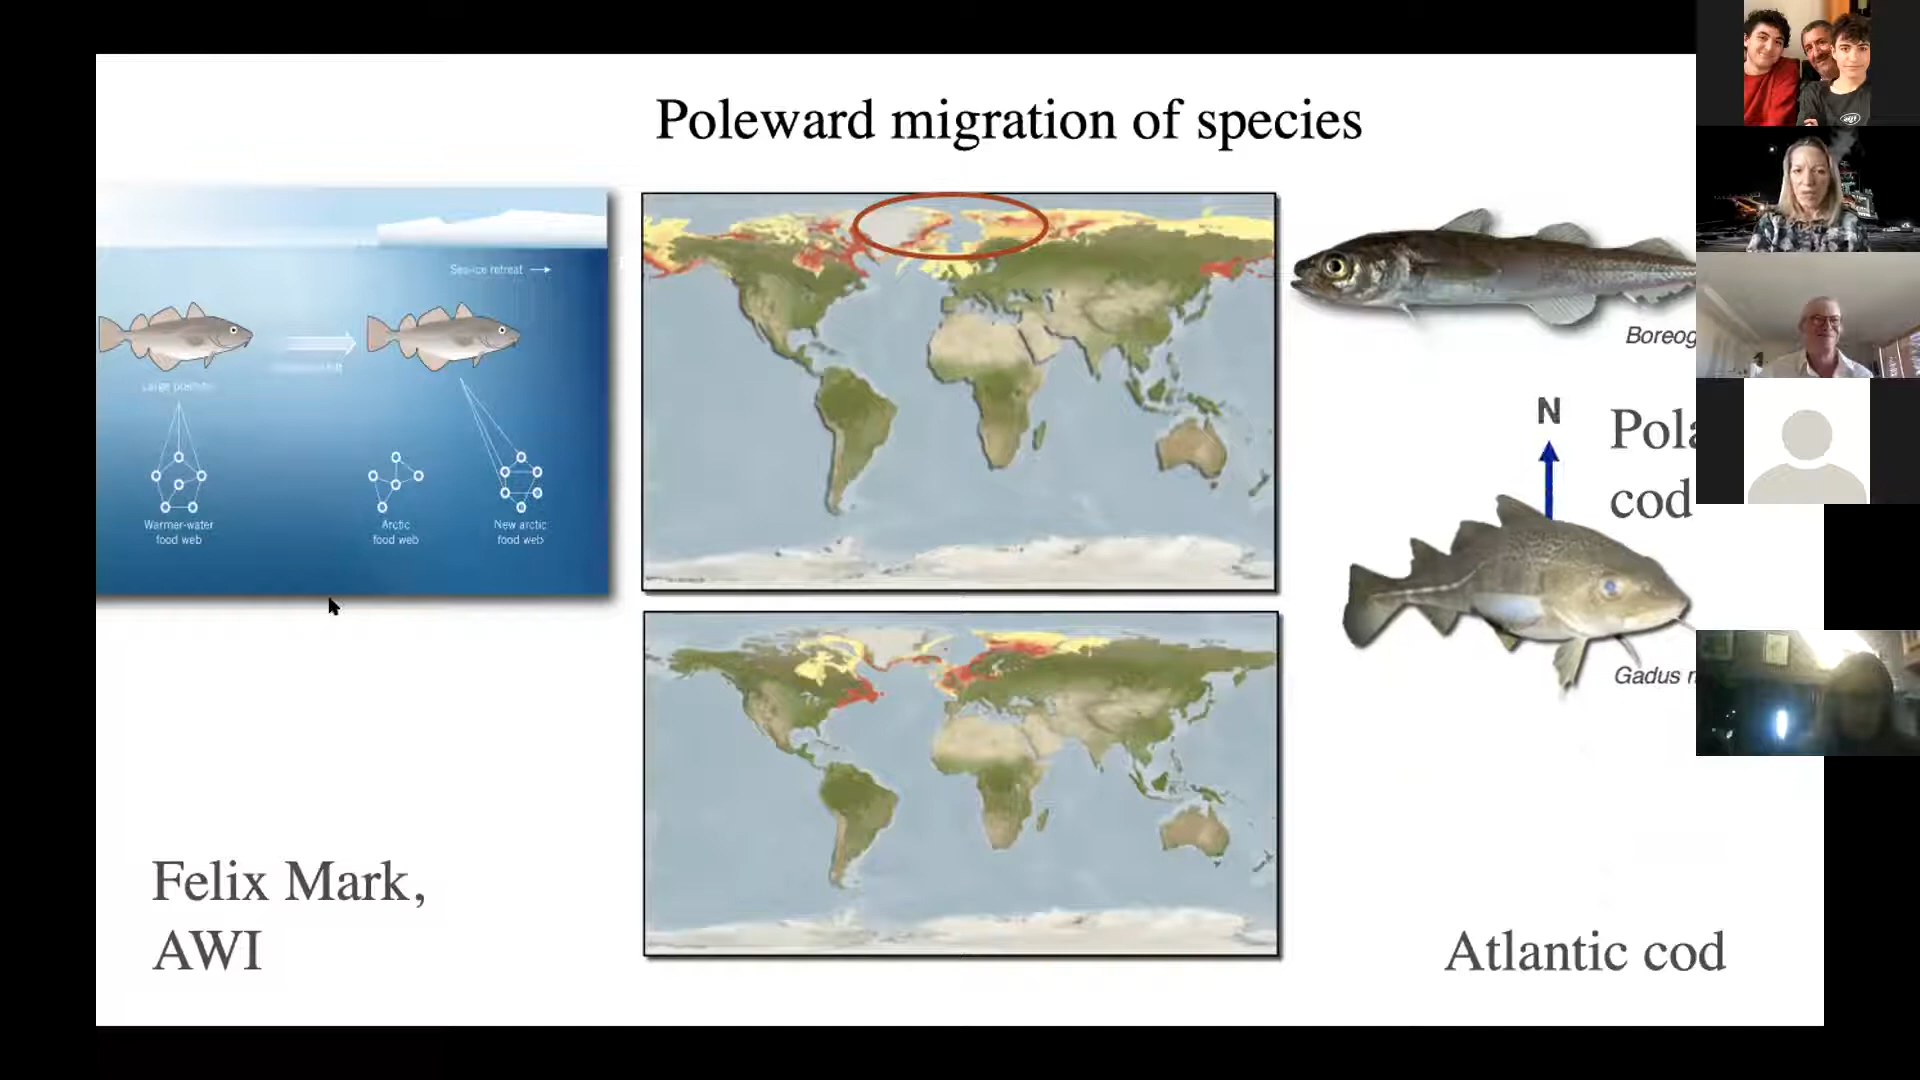 Poleward migration of species
Sea-ice retreat
Large
Warmer-water
food web
Arctic
food web
New arctic
food web
Boreog
N
Pola
cod
Gadus
Felix Mark,
AWI
Atlantic cod